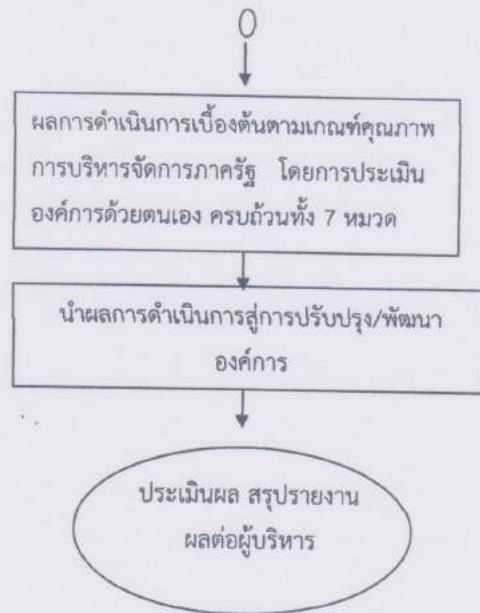 ผลการดำเนินการเบื้องต้นตามเกณฑ์คุณภาพ
การบริหารจัดการภาครัฐ โดยการประเมิน
องค์การด้วยตนเอง ครบถ้วนทั้ง 7 หมวด
นำผลการดำเนินการสู่การปรับปรุง/พัฒนา
องค์การ
ประเมินผล สรุปรายงาน
ผลต่อผู้บริหาร